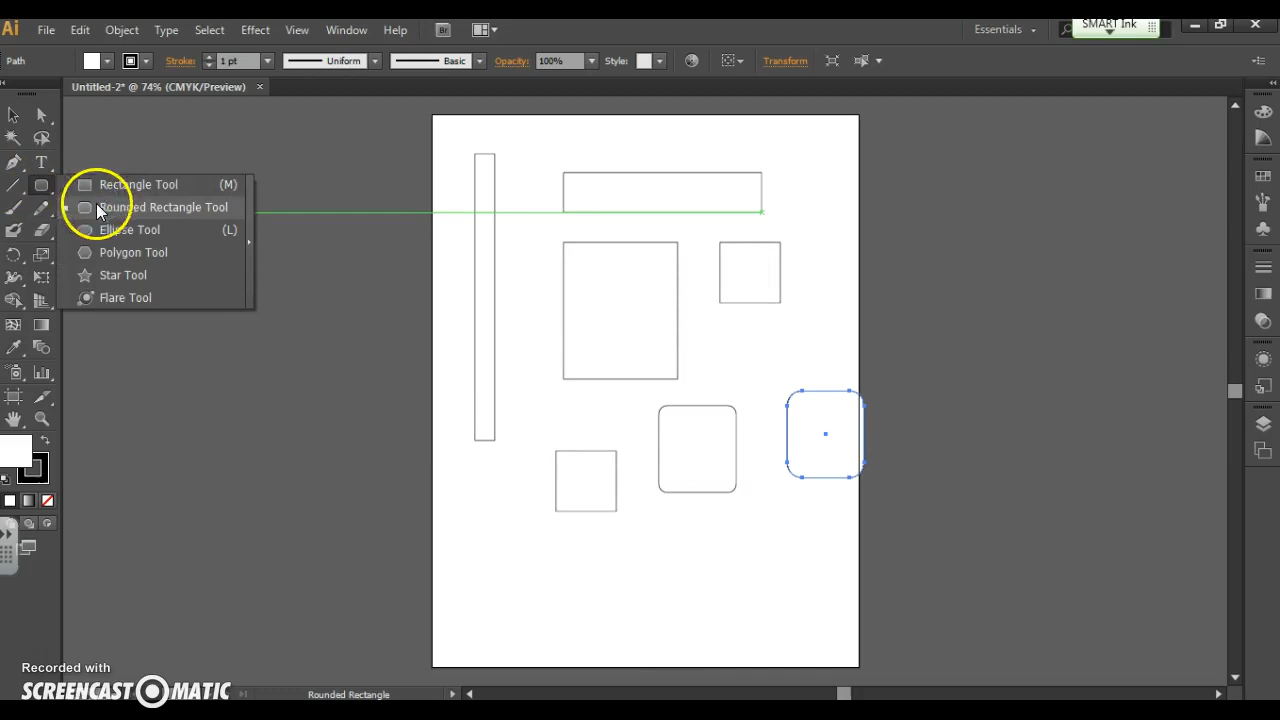 Ai File Edit Object Type Select Effect View Window Help Br Essentials SMART Ink
Path Stroke: 1 pt Uniform Basic Opacity: 100% Style: Transform
Untitled-2* @ 74% (CMYK/Preview)
T
Rectangle Tool (M)
Rounded Rectangle Tool
Ellipse Tool (L)
Polygon Tool
Star Tool
Flare Tool
Recorded with
SCREENCAST MATIC
Rounded Rectangle